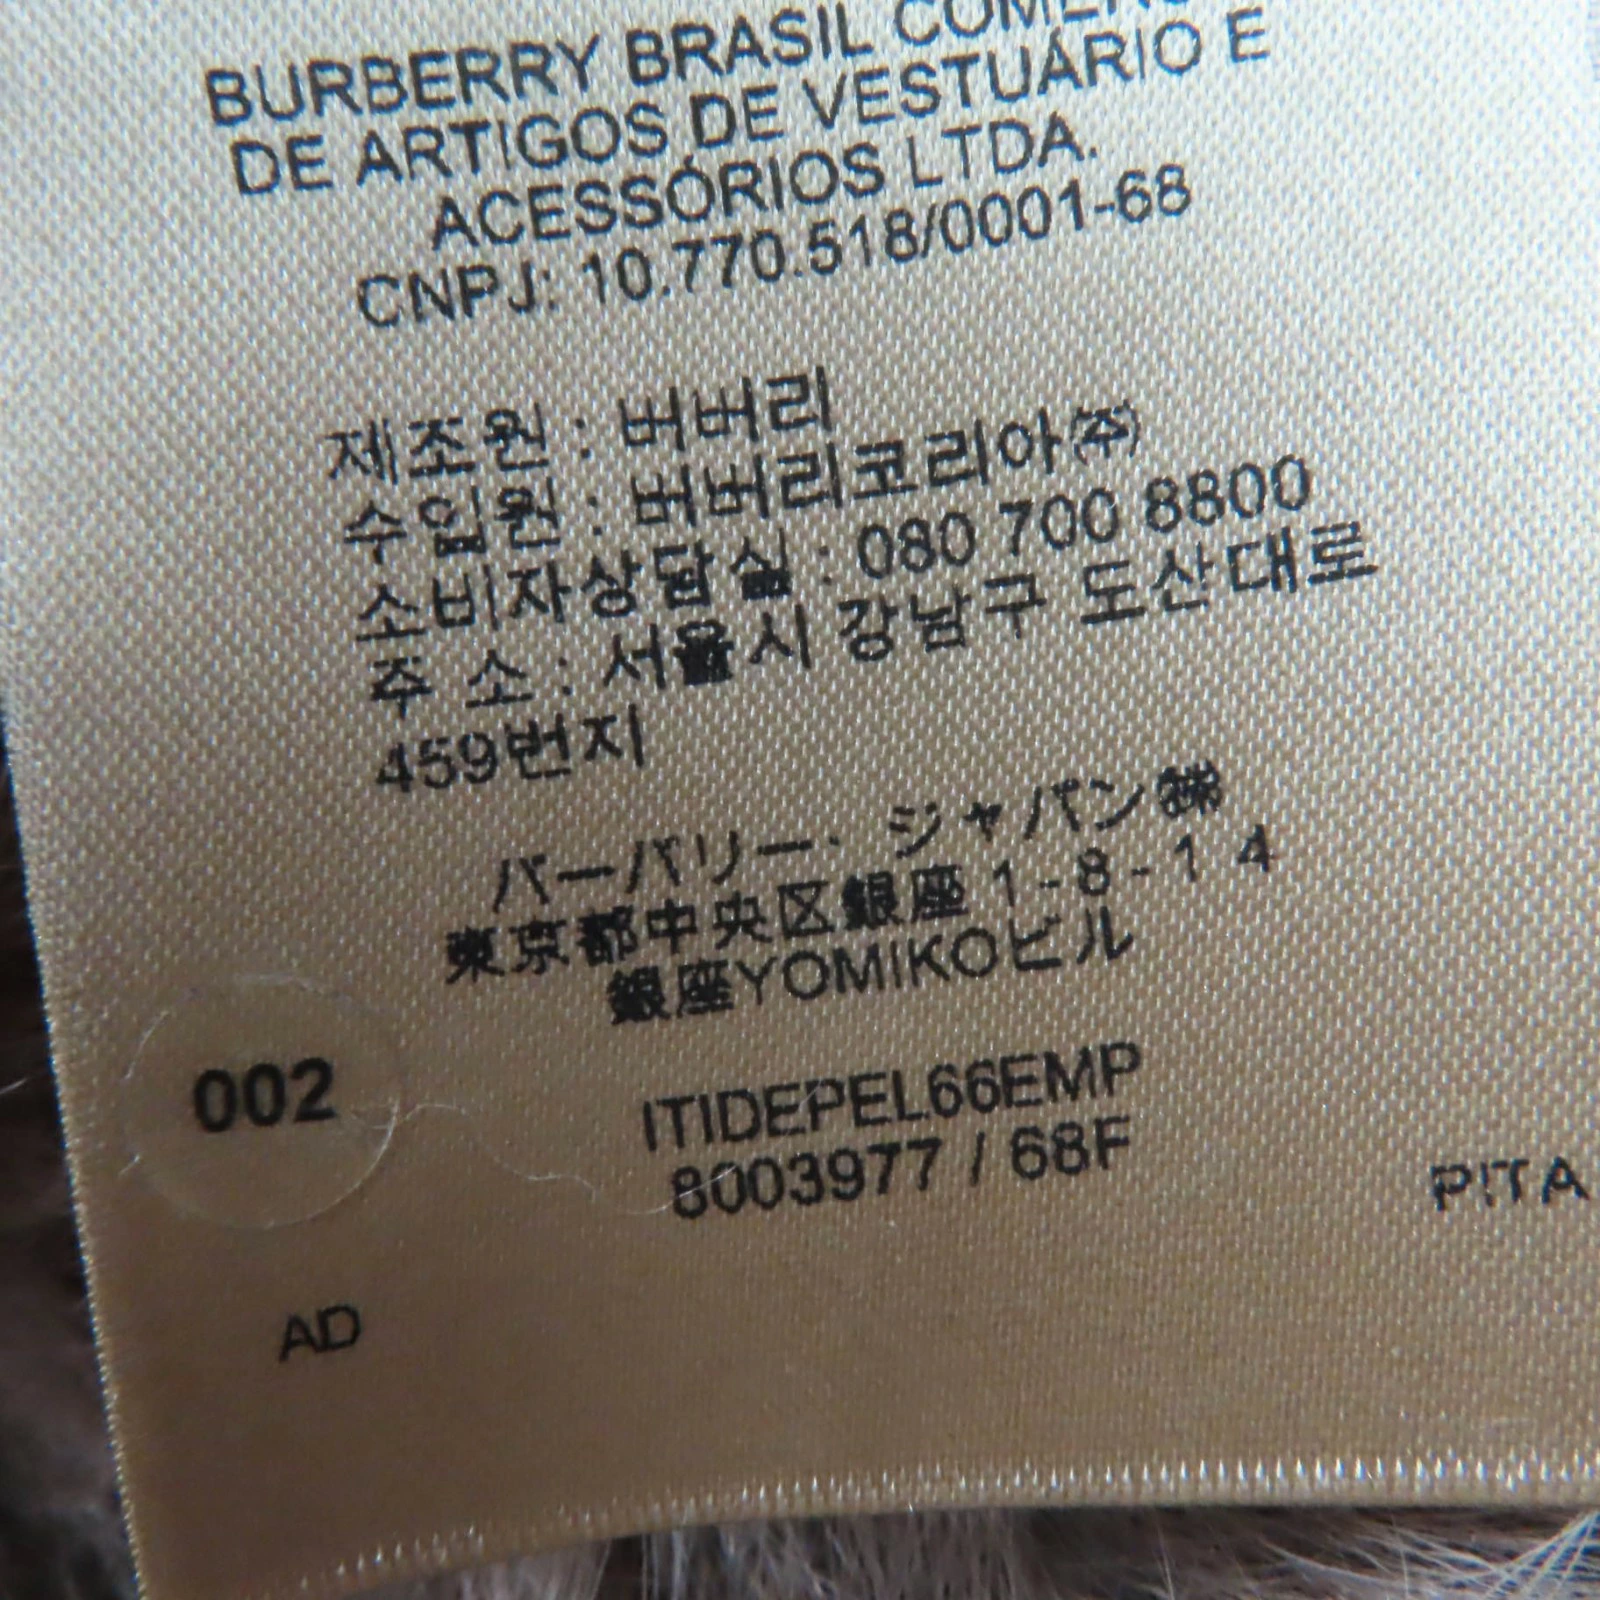 BURBERRY BRASIL
DE ARTIGOS DE VESTUÁRIO E
ACESSÓRIOS LTDA.
CNPJ: 10.770.518/0001-68
제조원 : 버버리
수입원 : 버버리코리아㈜
소비자상담실 : 080 700 8800
주 소 : 서울시 강남구 도산대로
459번지
バーバリー・ジャパン㈱
東京都中央区銀座 1-8-14
銀座YOMIKOビル
002
ITIDEPEL66EMP
8003977 / 68F
PITA
AD